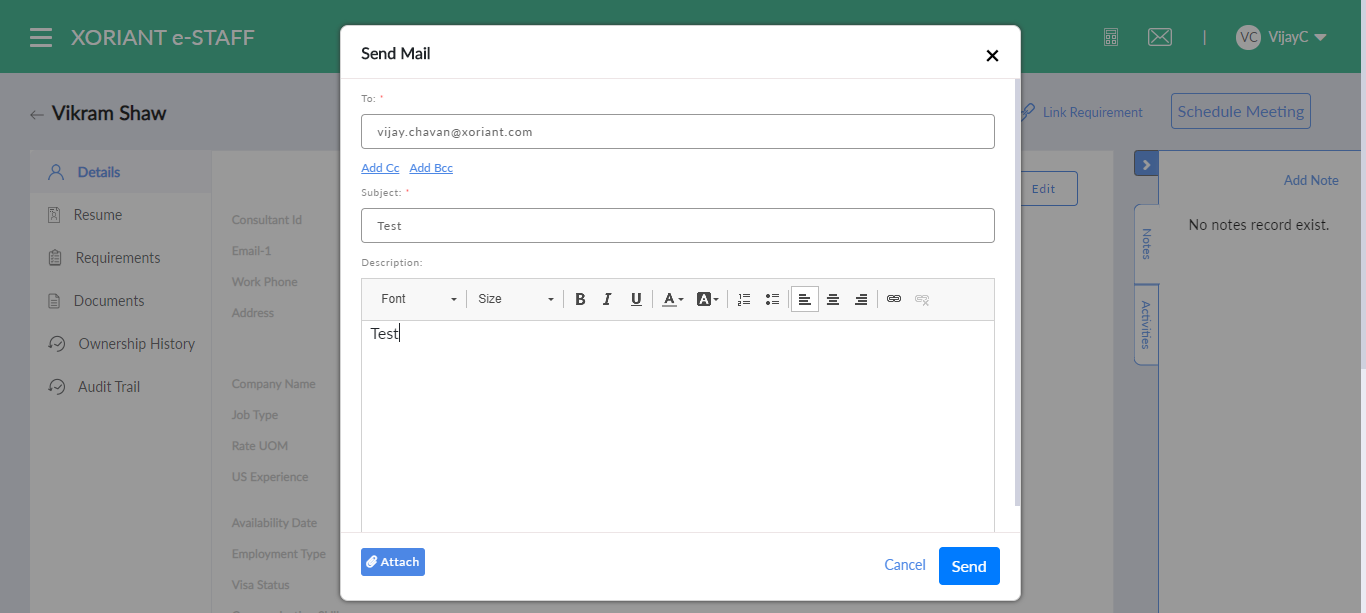 XORIANT e-STAFF
VC VijayC
Vikram Shaw
Link Requirement
Schedule Meeting
Details
Resume
Requirements
Documents
Ownership History
Audit Trail
Consultant Id
Email-1
Work Phone
Address
Company Name
Job Type
Rate UOM
US Experience
Availability Date
Employment Type
Visa Status
Send Mail
To: *
vijay.chavan@xoriant.com
Add Cc Add Bcc
Subject: *
Test
Description:
Font Size B I U A A
Test
Attach
Cancel
Send
Edit
Notes
Activities
Add Note
No notes record exist.